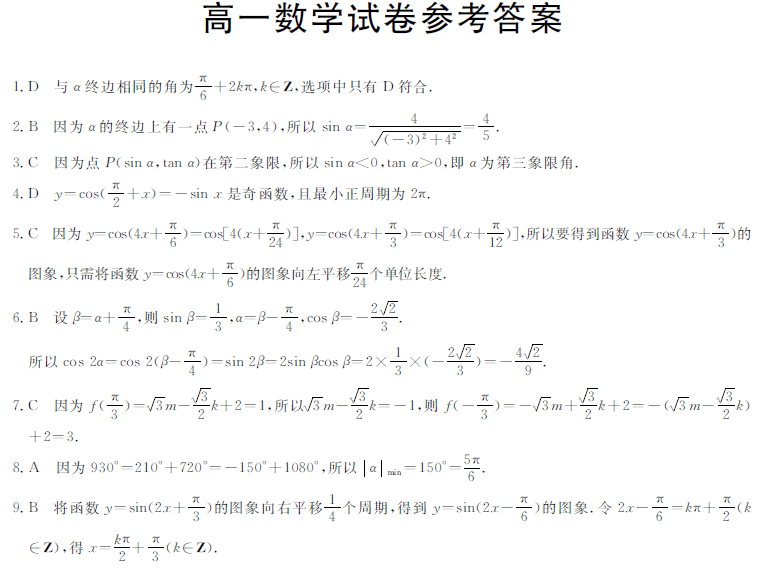 高一数学试卷参考答案
1. D 与α终边相同的角为π/6+2kπ,k∈Z,选项中只有 D 符合.
2. B 因为α的终边上有一点 P(-3,4),所以 sin α=4/√((-3)²+4²)=4/5.
3. C 因为点 P(sin α,tan α)在第二象限,所以 sin α<0,tan α>0,即α为第三象限角.
4. D y=cos(π/2+x)=-sin x 是奇函数,且最小正周期为 2π.
5. C 因为 y=cos(4x+π/6)=cos[4(x+π/24)],y=cos(4x+π/3)=cos[4(x+π/12)],所以要得到函数 y=cos(4x+π/3)的
图象,只需将函数 y=cos(4x+π/6)的图象向左平移π/24个单位长度.
6. B 设 β=α+π/4,则 sin β=1/3,α=β-π/4,cos β=-2√2/3.
所以 cos 2α=cos 2(β-π/4)=sin 2β=2sin βcos β=2×1/3×(-2√2/3)=-4√2/9.
7. C 因为 f(π/3)=√3m-√3/2k+2=1,所以√3m-√3/2k=-1,则 f(-π/3)=-√3m+√3/2k+2=-(√3m-√3/2k)
+2=3.
8. A 因为 930°=210°+720°=-150°+1080°,所以|α|min=150°=5π/6.
9. B 将函数 y=sin(2x+π/3)的图象向右平移1/4个周期,得到 y=sin(2x-π/6)的图象. 令 2x-π/6=kπ+π/2(k
∈Z),得 x=kπ/2+π/3(k∈Z).